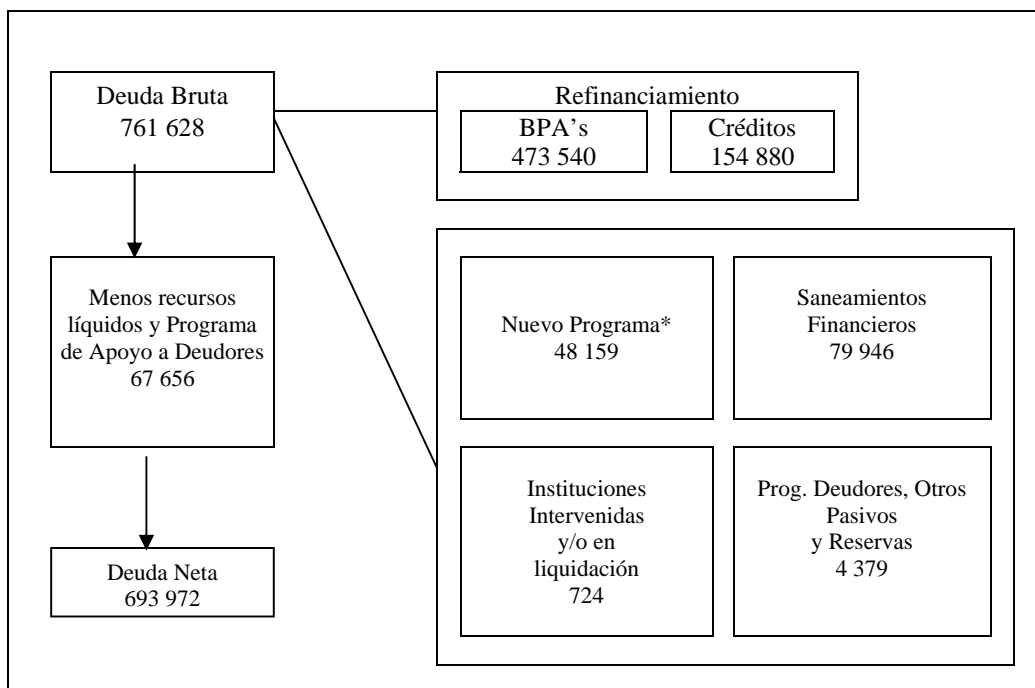 Deuda Bruta
761 628
Refinanciamiento
BPA's
473 540
Créditos
154 880
Menos recursos
líquidos y Programa
de Apoyo a Deudores
67 656
Nuevo Programa*
48 159
Saneamientos
Financieros
79 946
Instituciones
Intervenidas
y/o en
liquidación
724
Prog. Deudores, Otros
Pasivos
y Reservas
4 379
Deuda Neta
693 972